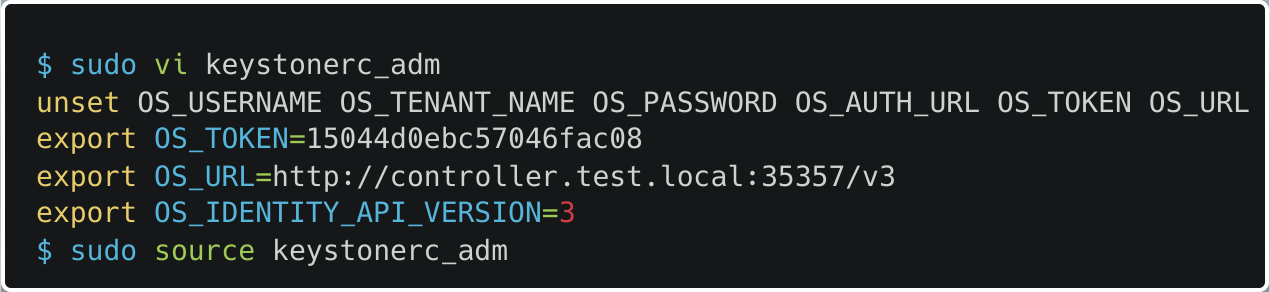 $ sudo vi keystonerc_adm
unset OS_USERNAME OS_TENANT_NAME OS_PASSWORD OS_AUTH_URL OS_TOKEN OS_URL
export OS_TOKEN=15044d0ebc57046fac08
export OS_URL=http://controller.test.local:35357/v3
export OS_IDENTITY_API_VERSION=3
$ sudo source keystonerc_adm